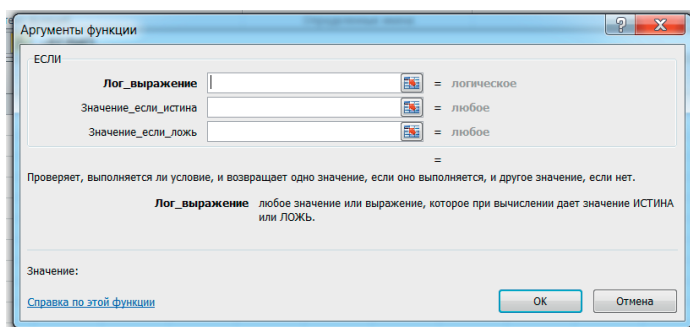 Аргументы функции
ЕСЛИ
Лог_выражение = логическое
Значение_если_истина = любое
Значение_если_ложь = любое
=
Проверяет, выполняется ли условие, и возвращает одно значение, если оно выполняется, и другое значение, если нет.
Лог_выражение любое значение или выражение, которое при вычислении дает значение ИСТИНА
или ЛОЖЬ.
Значение:
Справка по этой функции
ОК
Отмена